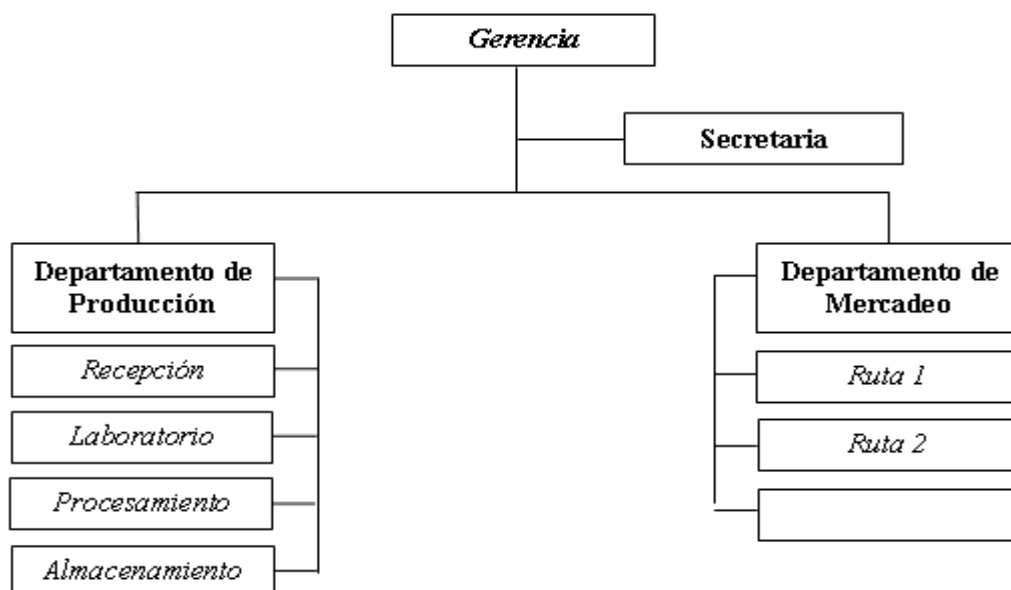 Gerencia
Secretaria
Departamento de
Producción
Recepción
Laboratorio
Procesamiento
Almacenamiento
Departamento de
Mercadeo
Ruta 1
Ruta 2